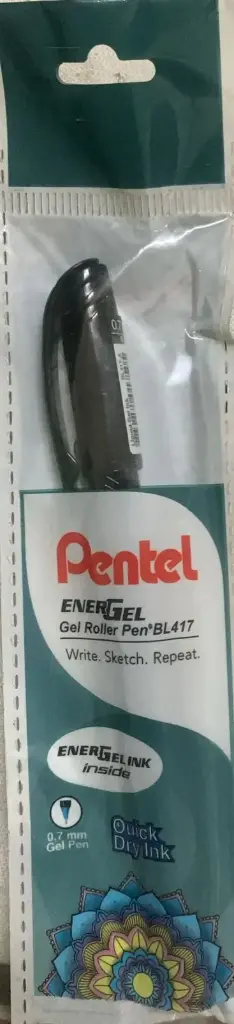 Pentel
ENERGEL
Gel Roller Pen®BL417
Write. Sketch. Repeat.
ENERGELINK
inside
0.7 mm
Gel Pen
Quick
Dry Ink